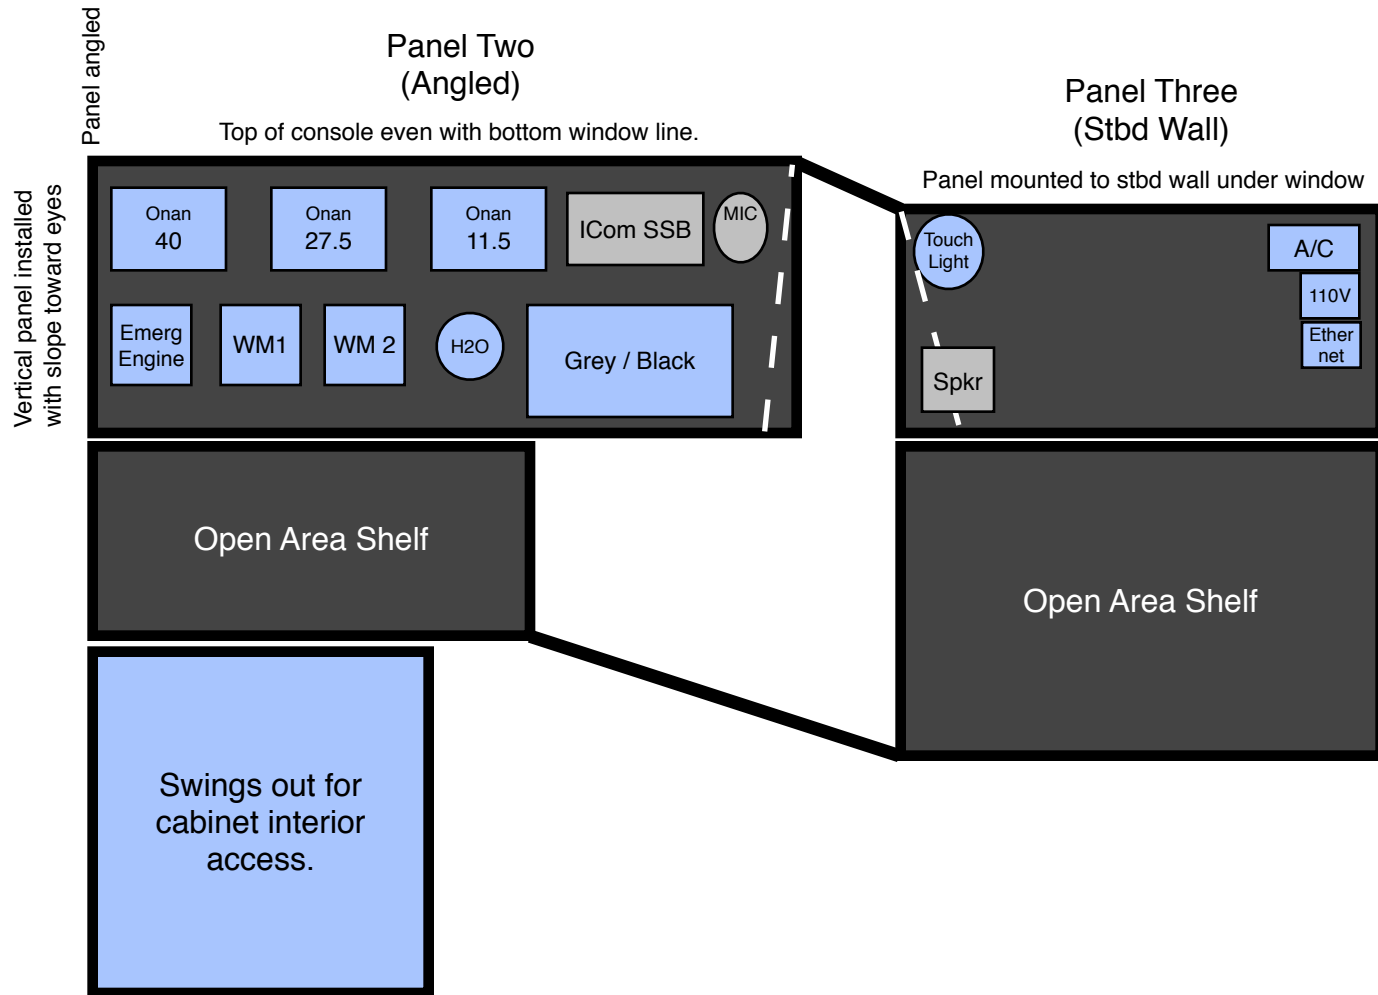 Panel angled
Panel Two
(Angled)
Top of console even with bottom window line.
Panel Three
(Stbd Wall)
Panel mounted to stbd wall under window
Vertical panel installed
with slope toward eyes
Onan
40
Onan
27.5
Onan
11.5
ICom SSB
MIC
Emerg
Engine
WM1
WM 2
H2O
Grey / Black
Touch
Light
A/C
110V
Ether
net
Spkr
Open Area Shelf
Open Area Shelf
Swings out for
cabinet interior
access.